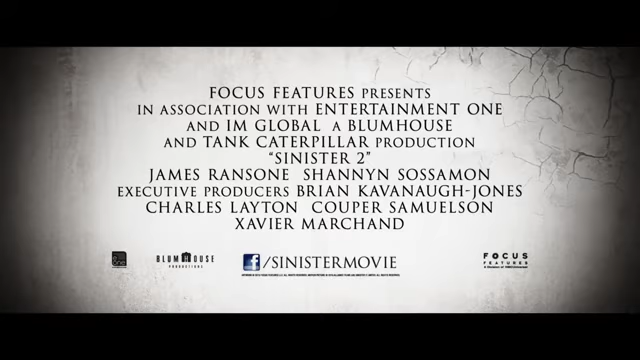 FOCUS FEATURES PRESENTS
IN ASSOCIATION WITH ENTERTAINMENT ONE
AND IM GLOBAL A BLUMHOUSE
AND TANK CATERPILLAR PRODUCTION
“SINISTER 2”
JAMES RANSONE SHANNYN SOSSAMON
EXECUTIVE PRODUCERS BRIAN KAVANAUGH-JONES
CHARLES LAYTON COUPER SAMUELSON
XAVIER MARCHAND
BLUMHOUSE
PRODUCTIONS
f /SINISTERMOVIE
FOCUS
FEATURES